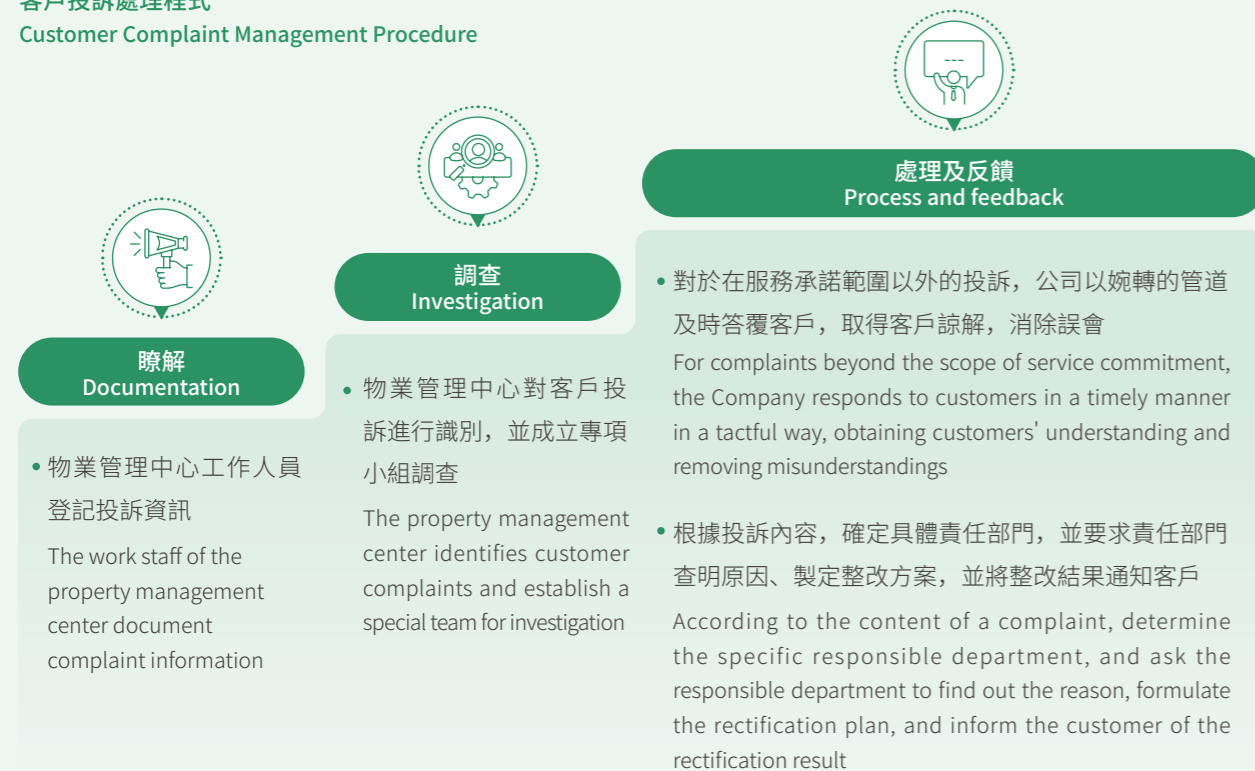 客戶投訴處理程式
Customer Complaint Management Procedure
瞭解
Documentation
• 物業管理中心工作人員
登記投訴資訊
The work staff of the
property management
center document
complaint information
調查
Investigation
• 物業管理中心對客戶投
訴進行識別，並成立專項
小組調查
The property management
center identifies customer
complaints and establish a
special team for investigation
處理及反饋
Process and feedback
• 對於在服務承諾範圍以外的投訴，公司以婉轉的管道
及時答覆客戶，取得客戶諒解，消除誤會
For complaints beyond the scope of service commitment,
the Company responds to customers in a timely manner
in a tactful way, obtaining customers' understanding and
removing misunderstandings
• 根據投訴內容，確定具體責任部門，並要求責任部門
查明原因、製定整改方案，並將整改結果通知客戶
According to the content of a complaint, determine
the specific responsible department, and ask the
responsible department to find out the reason, formulate
the rectification plan, and inform the customer of the
rectification result